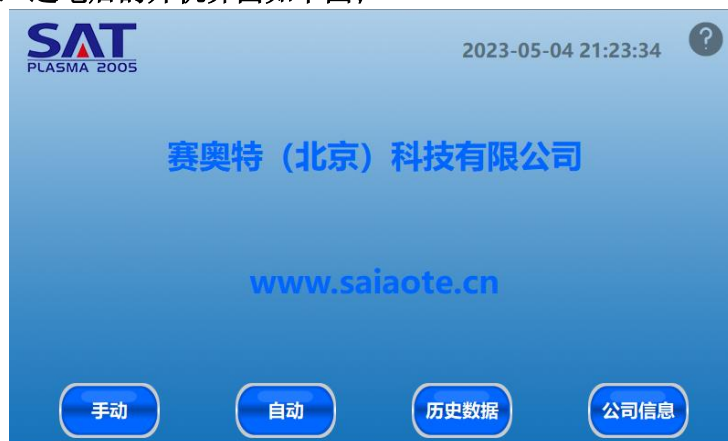 SAT
PLASMA 2005
2023-05-04 21:23:34
?
赛奥特（北京）科技有限公司
www.saiaote.cn
手动
自动
历史数据
公司信息